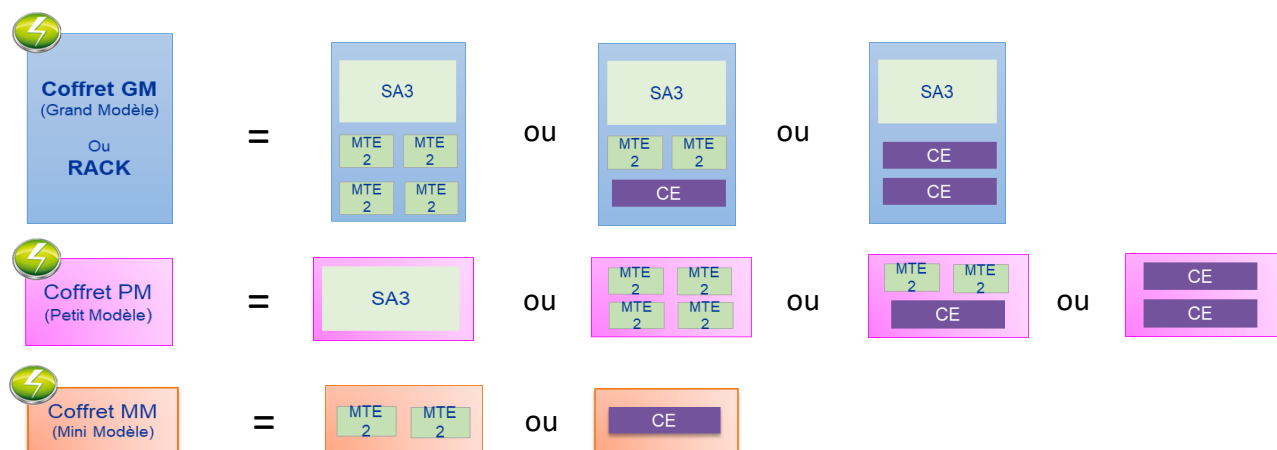 Coffret GM
(Grand Modèle)
Ou
RACK
=
SA3
MTE
2
MTE
2
MTE
2
MTE
2
ou
SA3
MTE
2
MTE
2
CE
ou
SA3
CE
CE
Coffret PM
(Petit Modèle)
=
SA3
ou
MTE
2
MTE
2
MTE
2
MTE
2
ou
MTE
2
MTE
2
CE
ou
CE
CE
Coffret MM
(Mini Modèle)
=
MTE
2
MTE
2
ou
CE